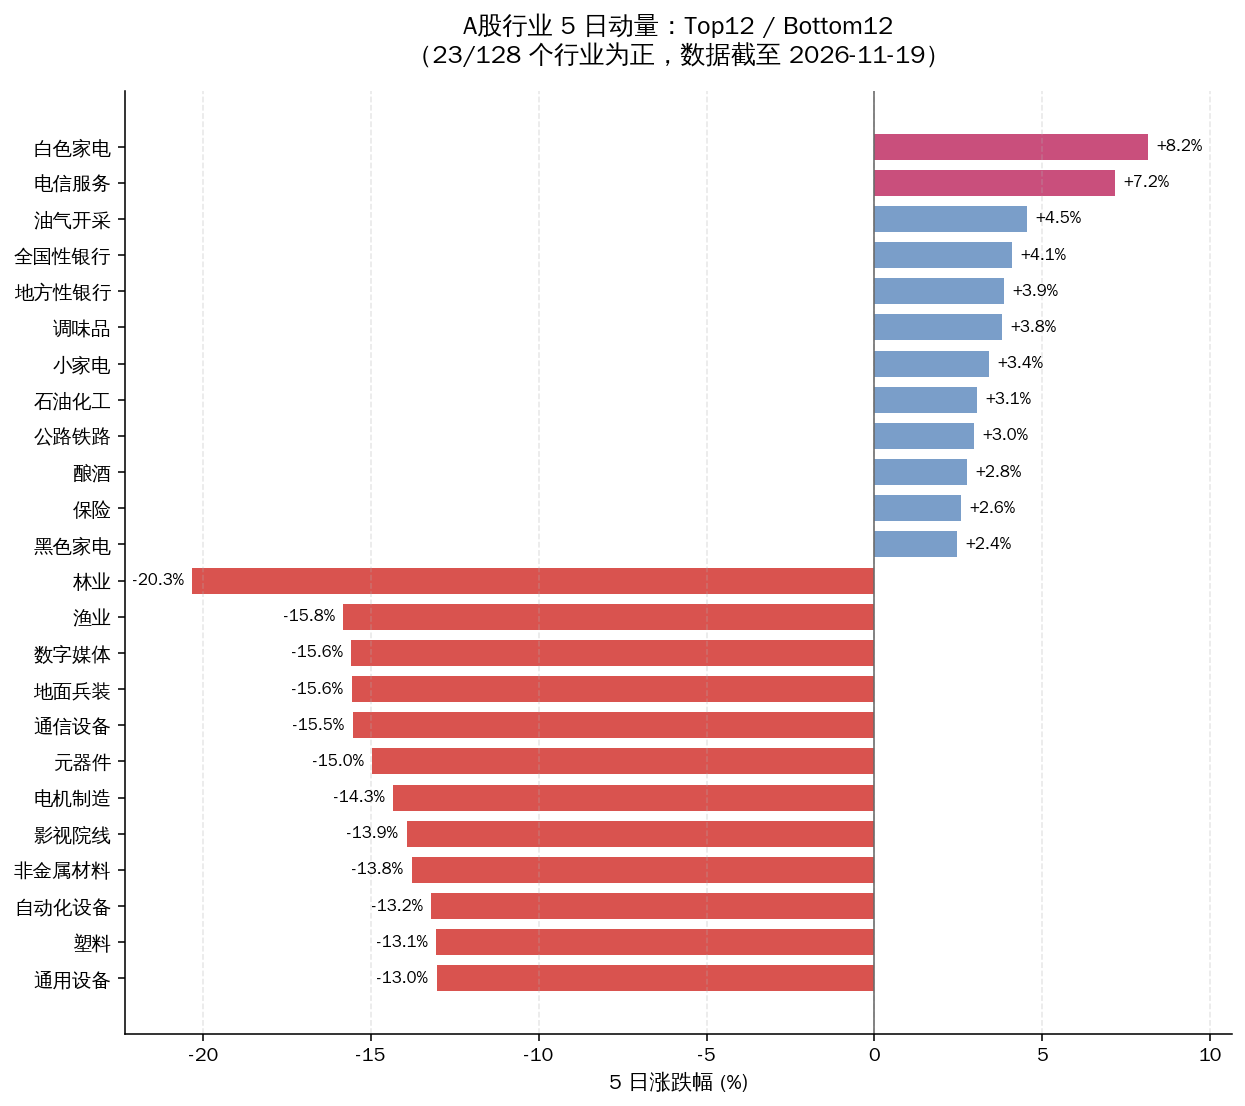 A股行业 5 日动量：Top12 / Bottom12
（23/128 个行业为正，数据截至 2026-11-19）
白色家电 +8.2%
电信服务 +7.2%
油气开采 +4.5%
全国性银行 +4.1%
地方性银行 +3.9%
调味品 +3.8%
小家电 +3.4%
石油化工 +3.1%
公路铁路 +3.0%
酿酒 +2.8%
保险 +2.6%
黑色家电 +2.4%
林业 -20.3%
渔业 -15.8%
数字媒体 -15.6%
地面兵装 -15.6%
通信设备 -15.5%
元器件 -15.0%
电机制造 -14.3%
影视院线 -13.9%
非金属材料 -13.8%
自动化设备 -13.2%
塑料 -13.1%
通用设备 -13.0%
-20 -15 -10 -5 0 5 10
5 日涨跌幅 (%)